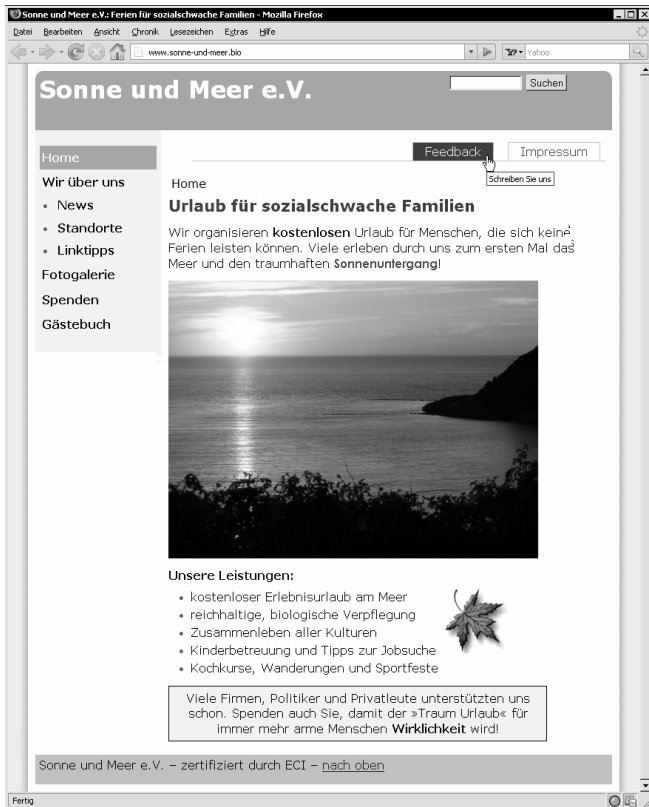 Sonne und Meer e.V.: Ferien für sozialschwache Familien - Mozilla Firefox
Datei Bearbeiten Ansicht Chronik Lesezeichen Extras Hilfe
www.sonne-und-meer.bio
Yahoo
Sonne und Meer e.V.
Suchen
Feedback
Impressum
Schreiben Sie uns
Home
Wir über uns
• News
• Standorte
• Linktipps
Fotogalerie
Spenden
Gästebuch
Home
Urlaub für sozialschwache Familien
Wir organisieren kostenlosen Urlaub für Menschen, die sich keine
Ferien leisten können. Viele erleben durch uns zum ersten Mal das
Meer und den traumhaften Sonnenuntergang!
Unsere Leistungen:
• kostenloser Erlebnisurlaub am Meer
• reichhaltige, biologische Verpflegung
• Zusammenleben aller Kulturen
• Kinderbetreuung und Tipps zur Jobsuche
• Kochkurse, Wanderungen und Sportfeste
Viele Firmen, Politiker und Privatleute unterstützten uns
schon. Spenden auch Sie, damit der »Traum Urlaub« für
immer mehr arme Menschen Wirklichkeit wird!
Sonne und Meer e.V. – zertifiziert durch ECI – nach oben
Fertig